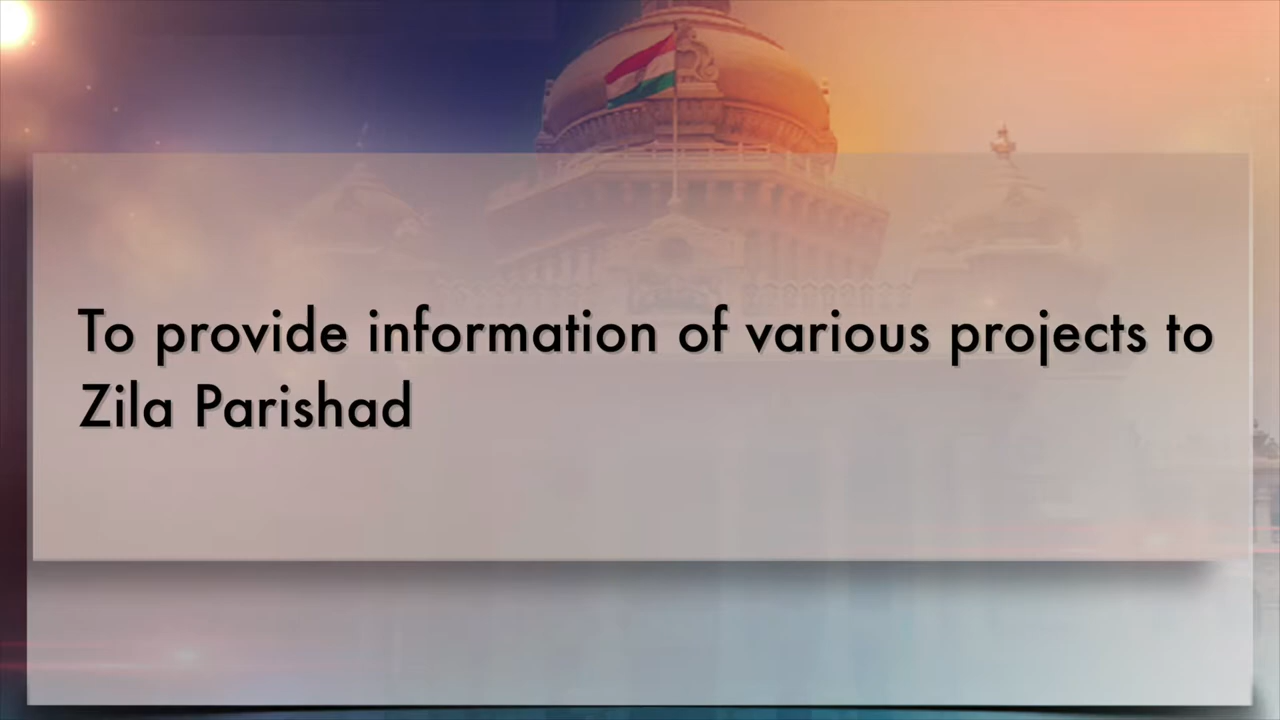 To provide information of various projects to
Zila Parishad